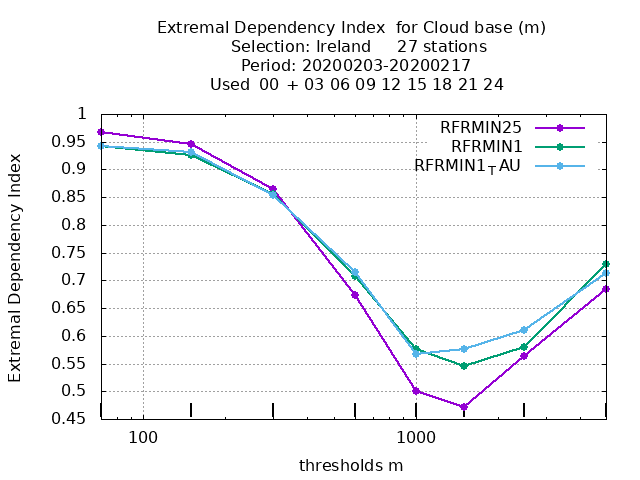 Extremal Dependency Index  for Cloud base (m)
Selection: Ireland     27 stations
Period: 20200203-20200217
Used  00 + 03 06 09 12 15 18 21 24
Extremal Dependency Index
1
0.95
0.9
0.85
0.8
0.75
0.7
0.65
0.6
0.55
0.5
0.45
RFRMIN25
RFRMIN1
RFRMIN1TAU
100 1000
thresholds m